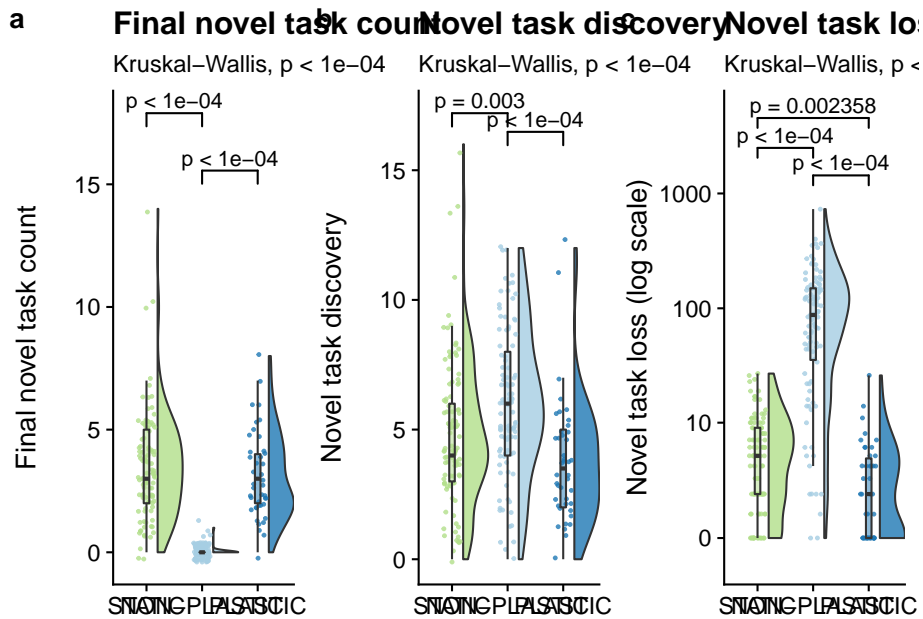 a
Final novel task count
Kruskal−Wallis, p < 1e−04
p < 1e−04
p < 1e−04
Final novel task count
15
10
5
0
b
Novel task discovery
Kruskal−Wallis, p < 1e−04
p = 0.003
p < 1e−04
Novel task discovery
15
10
5
0
c
Novel task los
Kruskal−Wallis, p <
p = 0.002358
p < 1e−04
p < 1e−04
Novel task loss (log scale)
1000
100
10
0